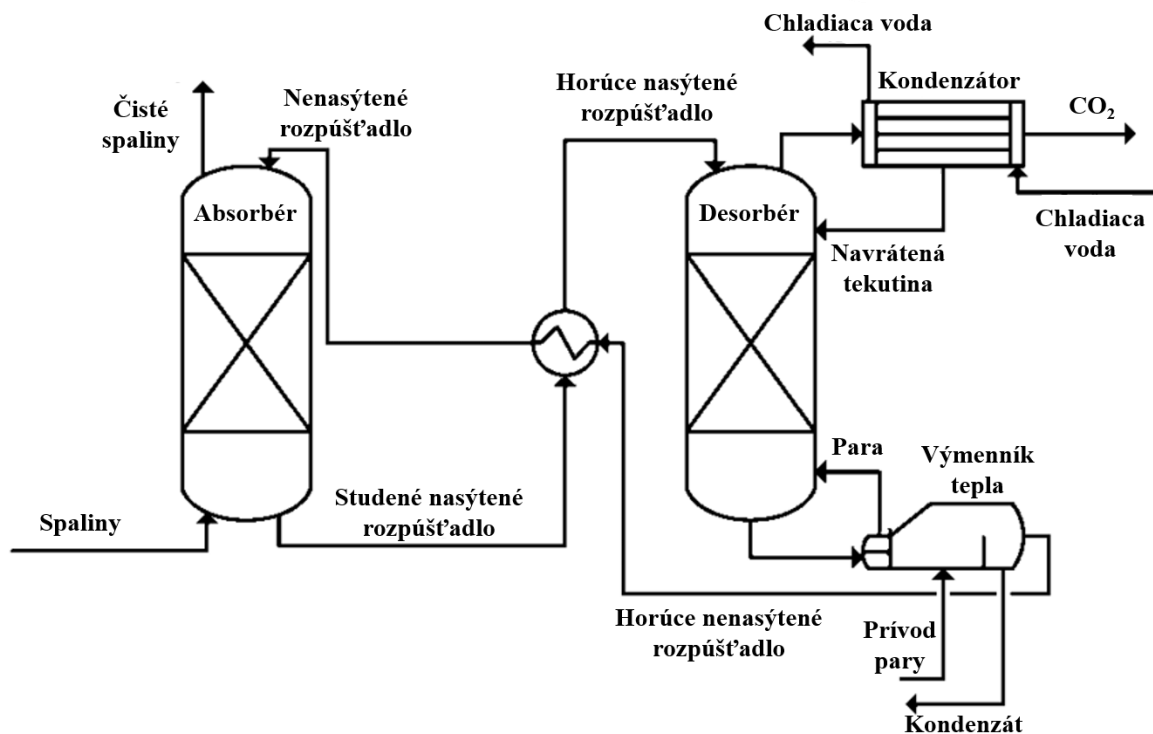 Chladiaca voda
Kondenzátor
CO₂
Horúce nasýtené
rozpúšťadlo
Nenasýtené
rozpúšťadlo
Čisté
spaliny
Absorbér
Desorbér
Chladiaca
voda
Navrátená
tekutina
Para
Výmenník
tepla
Studené nasýtené
rozpúšťadlo
Spaliny
Horúce nenasýtené
rozpúšťadlo
Prívod
pary
Kondenzát